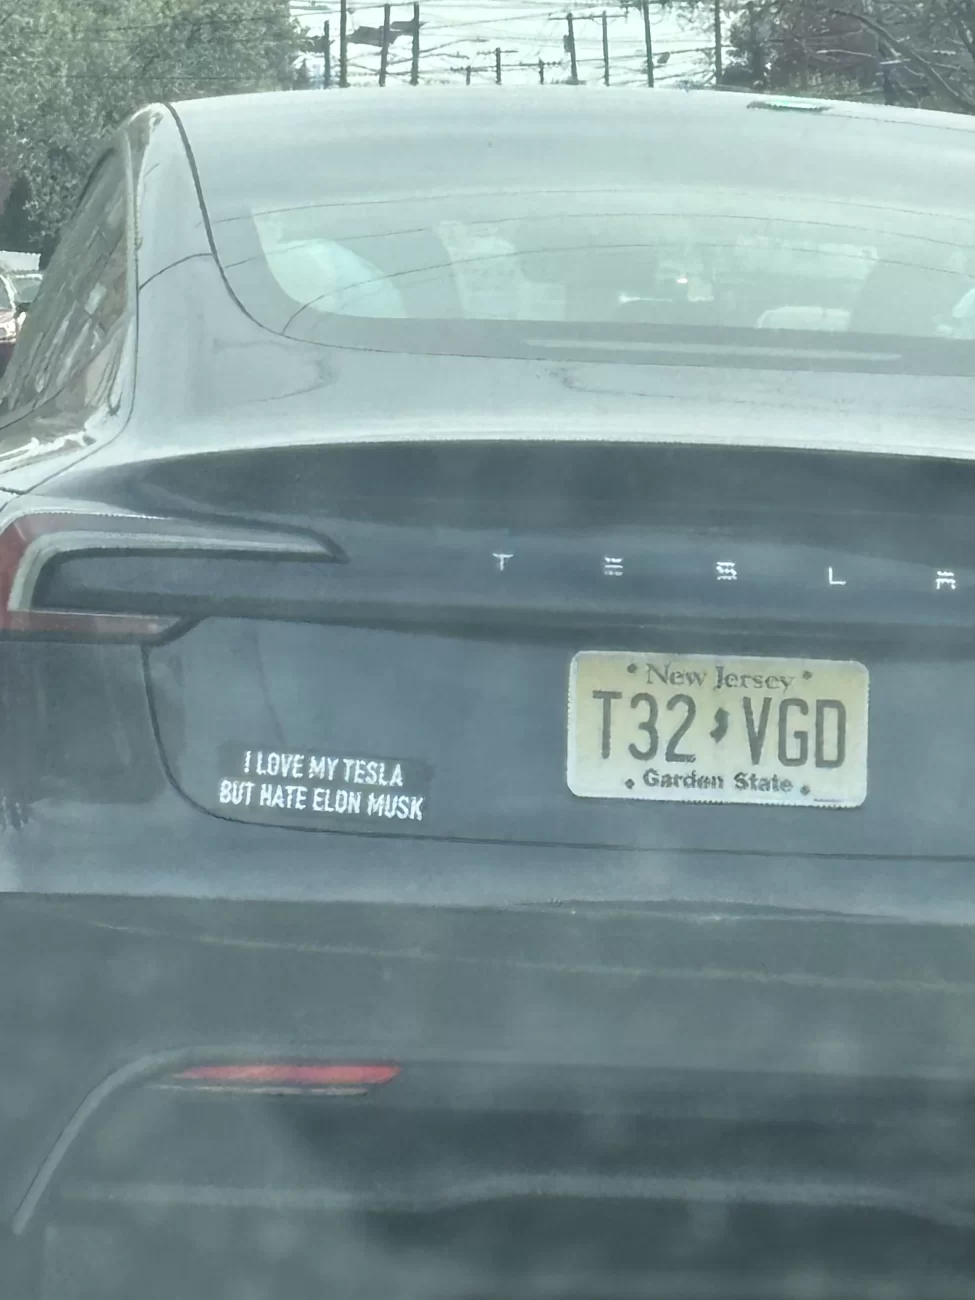 TESLA
New Jersey
T32 VGD
Garden State
I LOVE MY TESLA
BUT HATE ELON MUSK